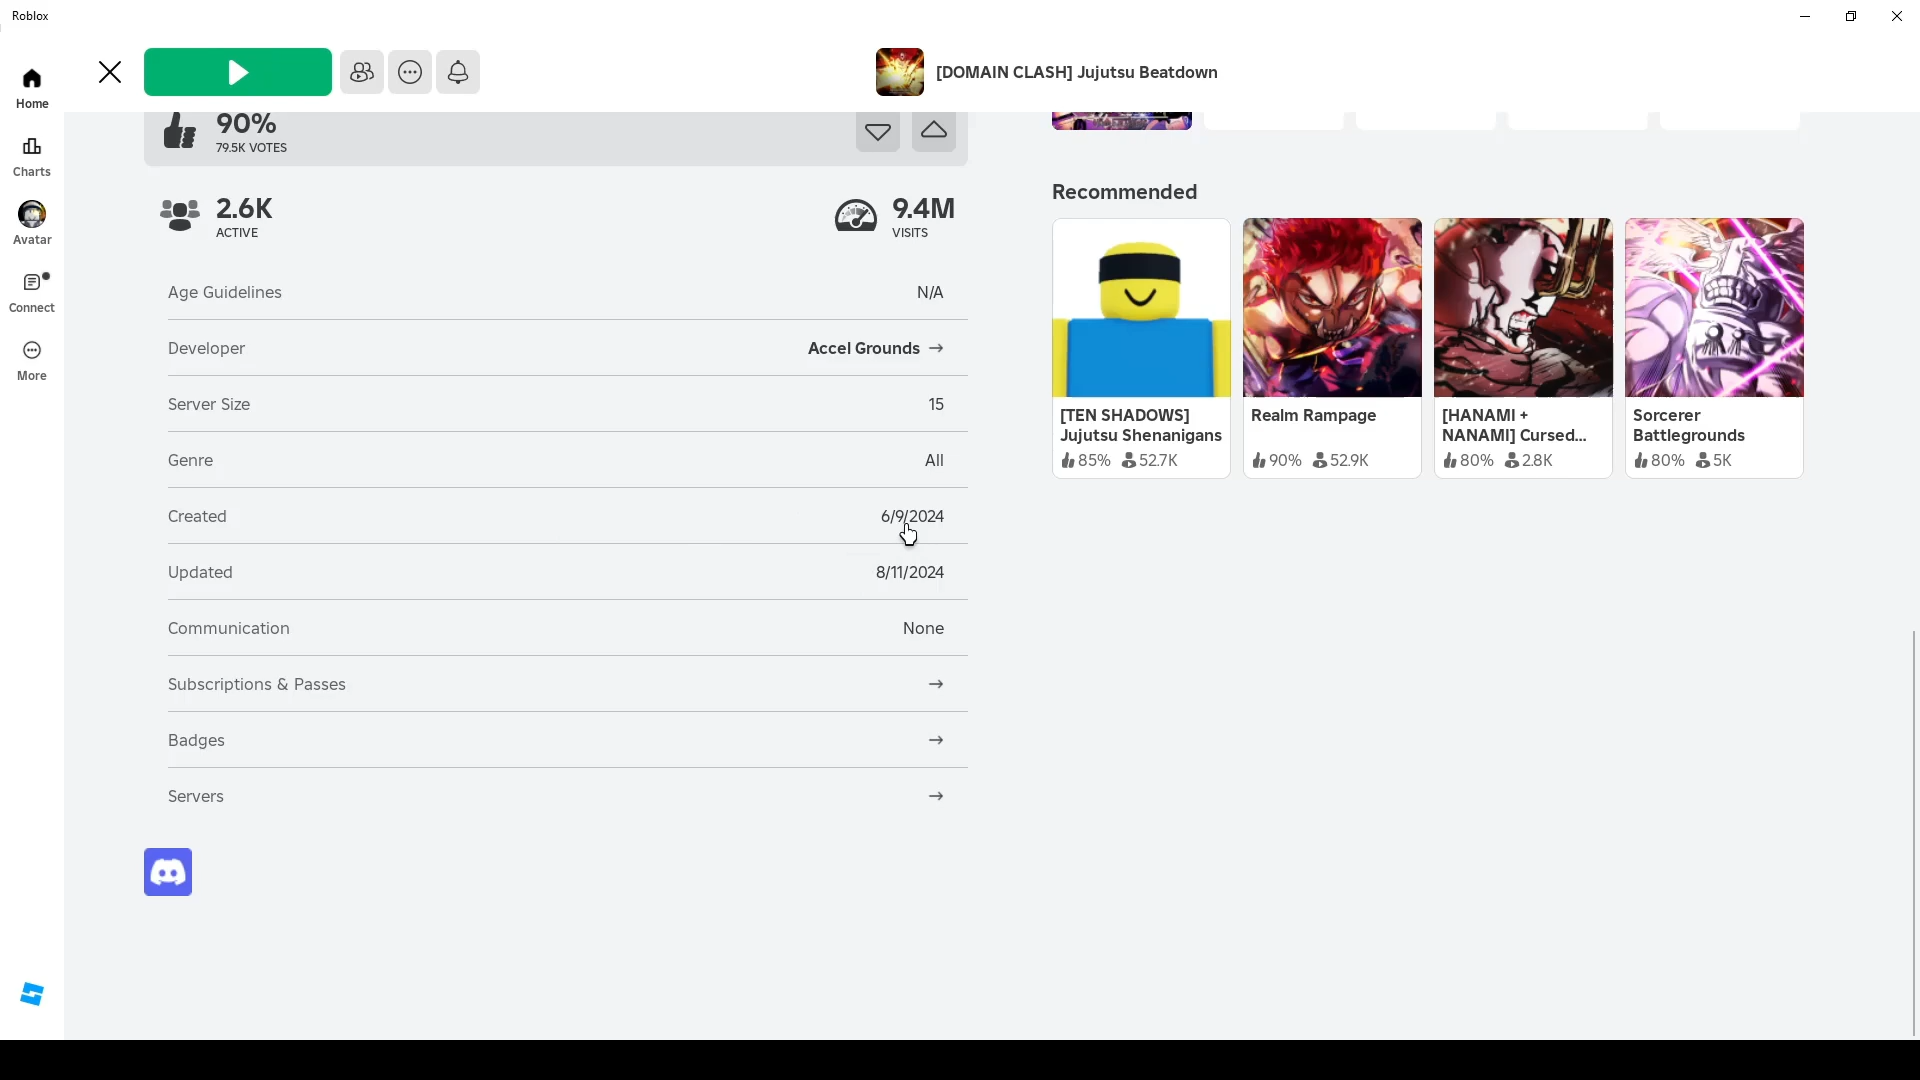 Roblox
[DOMAIN CLASH] Jujutsu Beatdown
Home
Charts
Avatar
Connect
More
90%
79.5K VOTES
2.6K
ACTIVE
9.4M
VISITS
Age Guidelines N/A
Developer Accel Grounds →
Server Size 15
Genre All
Created 6/9/2024
Updated 8/11/2024
Communication None
Subscriptions & Passes →
Badges →
Servers →
Recommended
[TEN SHADOWS]
Jujutsu Shenanigans
85% 52.7K
Realm Rampage
90% 52.9K
[HANAMI +
NANAMI] Cursed...
80% 2.8K
Sorcerer
Battlegrounds
80% 5K